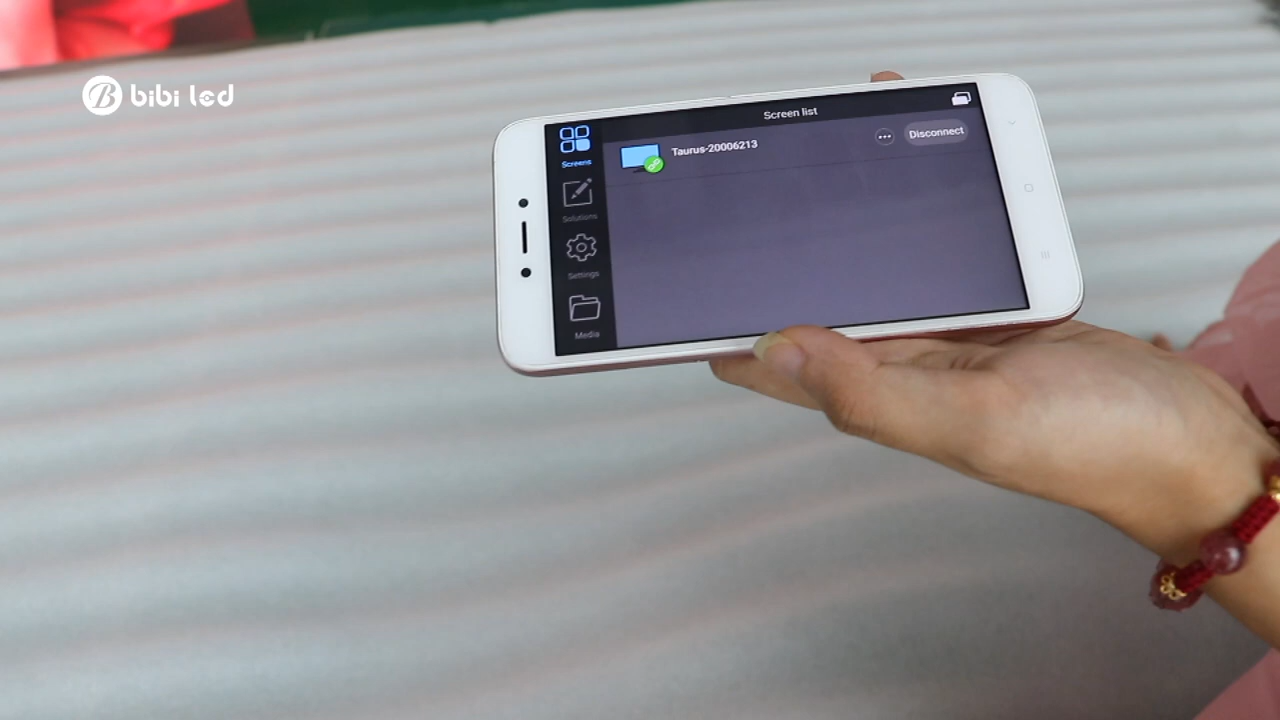 bibi led
Screen list
Screens
Taurus-20006213
Disconnect
Solutions
Settings
Media